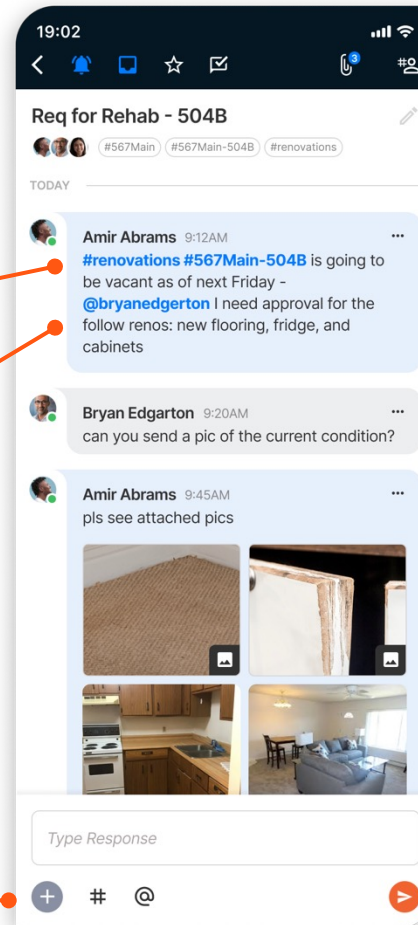 19:02
3
#
Req for Rehab - 504B
#567Main #567Main-504B #renovations
TODAY
Amir Abrams 9:12AM
#renovations #567Main-504B is going to
be vacant as of next Friday -
@bryanedgerton I need approval for the
follow renos: new flooring, fridge, and
cabinets
Bryan Edgarton 9:20AM
can you send a pic of the current condition?
Amir Abrams 9:45AM
pls see attached pics
Type Response
+ # @